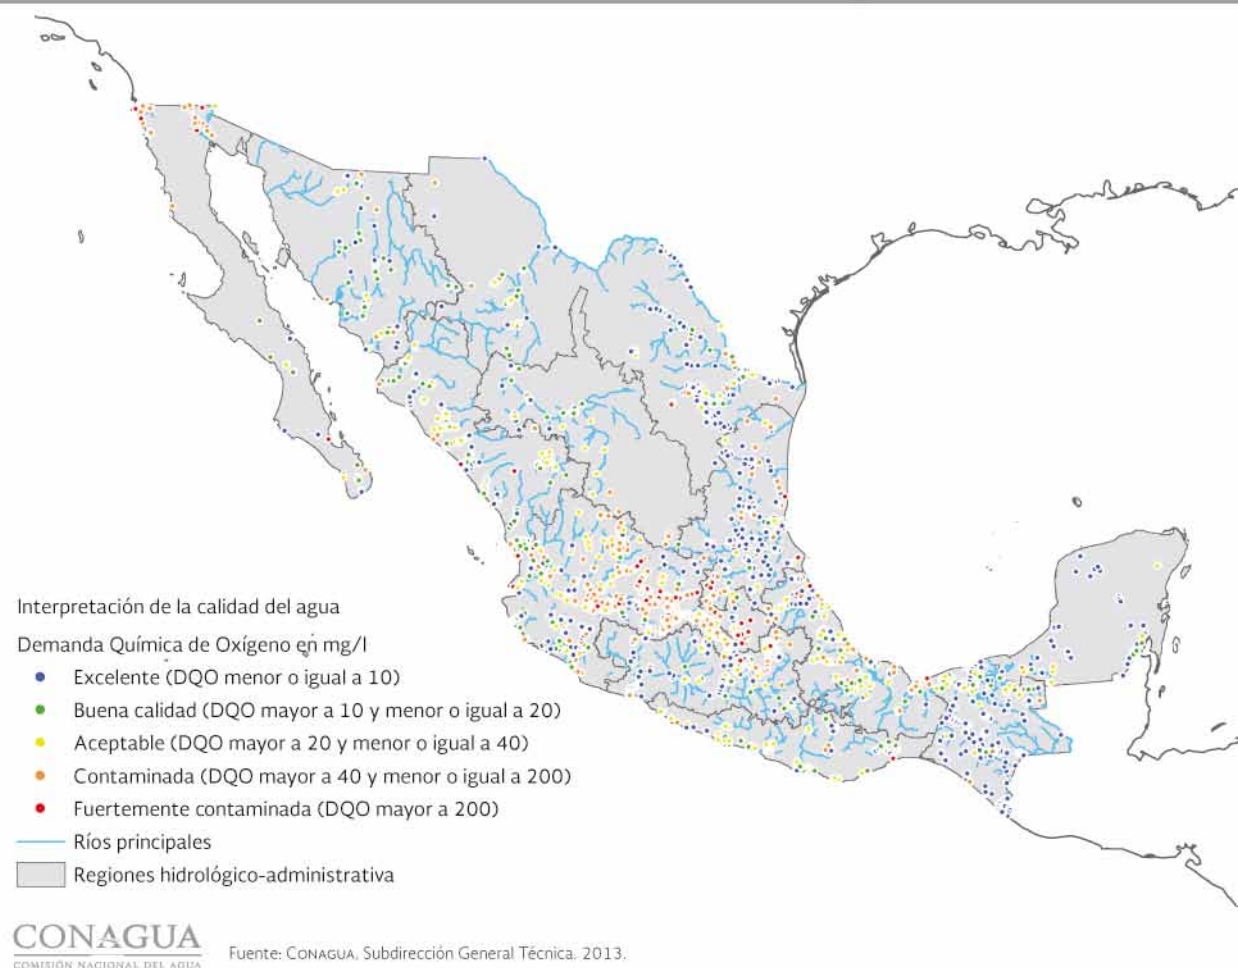 Interpretación de la calidad del agua
Demanda Química de Oxígeno en mg/l
Excelente (DQO menor o igual a 10)
Buena calidad (DQO mayor a 10 y menor o igual a 20)
Aceptable (DQO mayor a 20 y menor o igual a 40)
Contaminada (DQO mayor a 40 y menor o igual a 200)
Fuertemente contaminada (DQO mayor a 200)
Ríos principales
Regiones hidrológico-administrativa
CONAGUA
COMISIÓN NACIONAL DEL AGUA
Fuente: CONAGUA. Subdirección General Técnica. 2013.